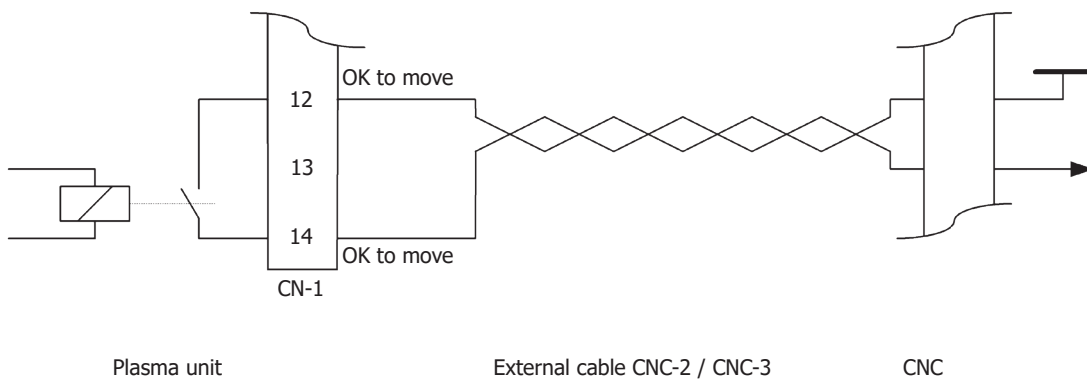 OK to move
12
13
14
OK to move
CN-1
Plasma unit
External cable CNC-2 / CNC-3
CNC